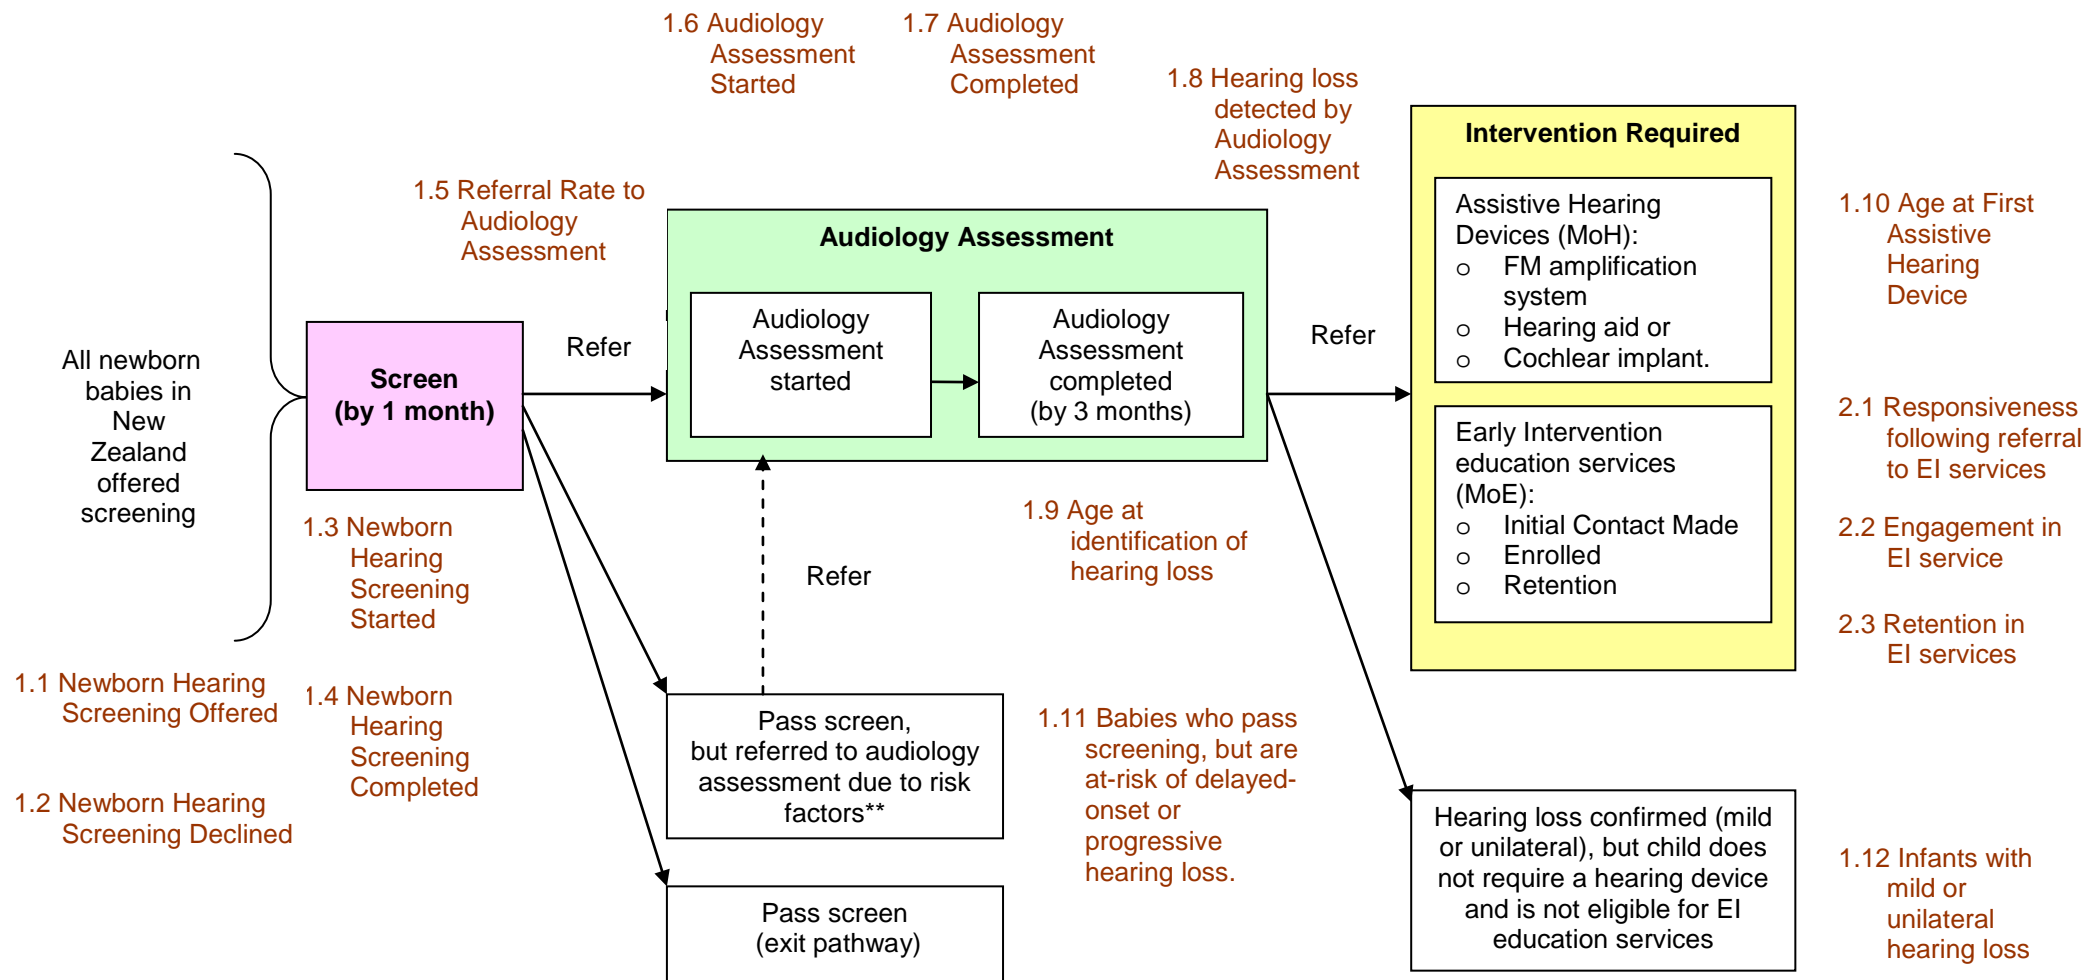 1.6 Audiology
Assessment
Started
1.7 Audiology
Assessment
Completed
1.8 Hearing loss
detected by
Audiology
Assessment
1.5 Referral Rate to
Audiology
Assessment
All newborn
babies in
New
Zealand
offered
screening
Screen
(by 1 month)
Refer
Audiology Assessment
Audiology
Assessment
started
Audiology
Assessment
completed
(by 3 months)
Refer
Intervention Required
Assistive Hearing
Devices (MoH):
o FM amplification
system
o Hearing aid or
o Cochlear implant.
Early Intervention
education services
(MoE):
o Initial Contact Made
o Enrolled
o Retention
1.10 Age at First
Assistive
Hearing
Device
2.1 Responsiveness
following referral
to EI services
2.2 Engagement in
EI service
2.3 Retention in
EI services
1.3 Newborn
Hearing
Screening
Started
1.9 Age at
identification of
hearing loss
Refer
1.1 Newborn Hearing
Screening Offered
1.2 Newborn Hearing
Screening Declined
1.4 Newborn
Hearing
Screening
Completed
Pass screen,
but referred to audiology
assessment due to risk
factors**
1.11 Babies who pass
screening, but are
at-risk of delayed-
onset or
progressive
hearing loss.
Pass screen
(exit pathway)
Hearing loss confirmed (mild
or unilateral), but child does
not require a hearing device
and is not eligible for EI
education services
1.12 Infants with
mild or
unilateral
hearing loss